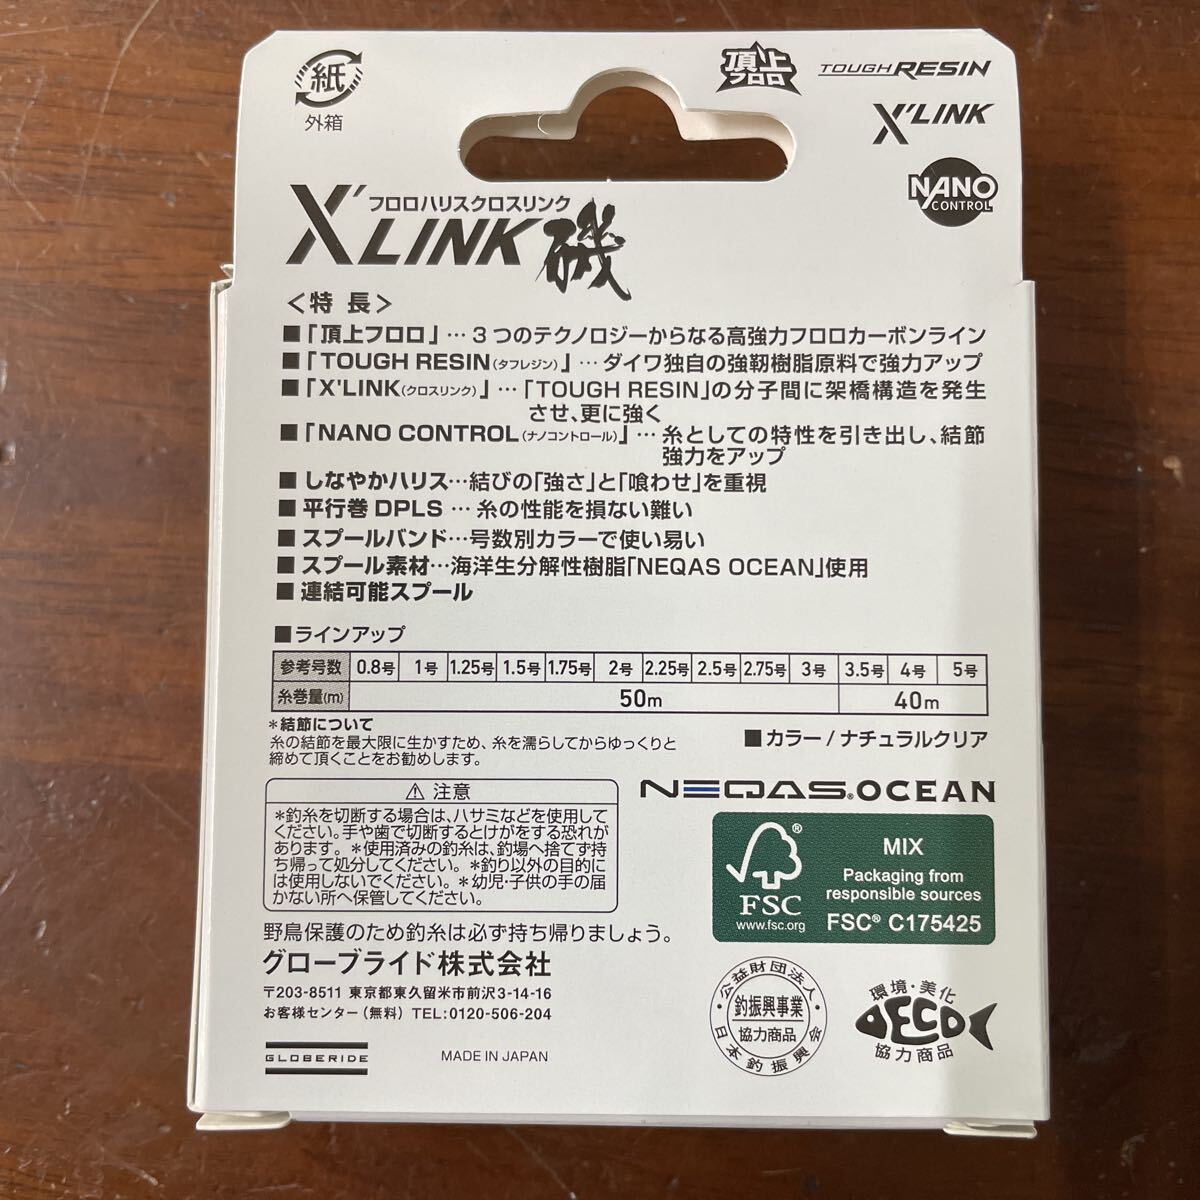 紙
外箱
頂上
フロロ
TOUGH RESIN
X'LINK
NANO
CONTROL
フロロハリスクロスリンク
X'LINK 磯
＜特 長＞
■「頂上フロロ」…3つのテクノロジーからなる高強力フロロカーボンライン
■「TOUGH RESIN(タフレジン)」…ダイワ独自の強靭樹脂原料で強力アップ
■「X'LINK(クロスリンク)」…「TOUGH RESIN」の分子間に架橋構造を発生
させ、更に強く
■「NANO CONTROL(ナノコントロール)」…糸としての特性を引き出し、結節
強力をアップ
■しなやかハリス…結びの「強さ」と「喰わせ」を重視
■平行巻DPLS…糸の性能を損ない難い
■スプールバンド…号数別カラーで使い易い
■スプール素材…海洋生分解性樹脂「NEQAS OCEAN」使用
■連結可能スプール
■ラインアップ
参考号数 0.8号 1号 1.25号 1.5号 1.75号 2号 2.25号 2.5号 2.75号 3号 3.5号 4号 5号
糸巻量(m) 50m 40m
＊結節について
糸の結節を最大限に生かすため、糸を濡らしてからゆっくりと
締めて頂くことをお勧めします。
■カラー/ナチュラルクリア
⚠ 注意
＊釣糸を切断する場合は、ハサミなどを使用して
ください。手や歯で切断するとけがをする恐れが
あります。＊使用済みの釣糸は、釣場へ捨てず持
ち帰って処分してください。＊釣り以外の目的に
は使用しないでください。＊幼児・子供の手の届
かない所へ保管してください。
NEQAS® OCEAN
FSC
®
www.fsc.org
MIX
Packaging from
responsible sources
FSC® C175425
野鳥保護のため釣糸は必ず持ち帰りましょう。
グローブライド株式会社
〒203-8511 東京都東久留米市前沢3-14-16
お客様センター(無料) TEL:0120-506-204
GLOBERIDE
MADE IN JAPAN
・公益財団法人・
釣振興事業
協力商品
日本釣振興会
環境・美化
ECO
協力商品